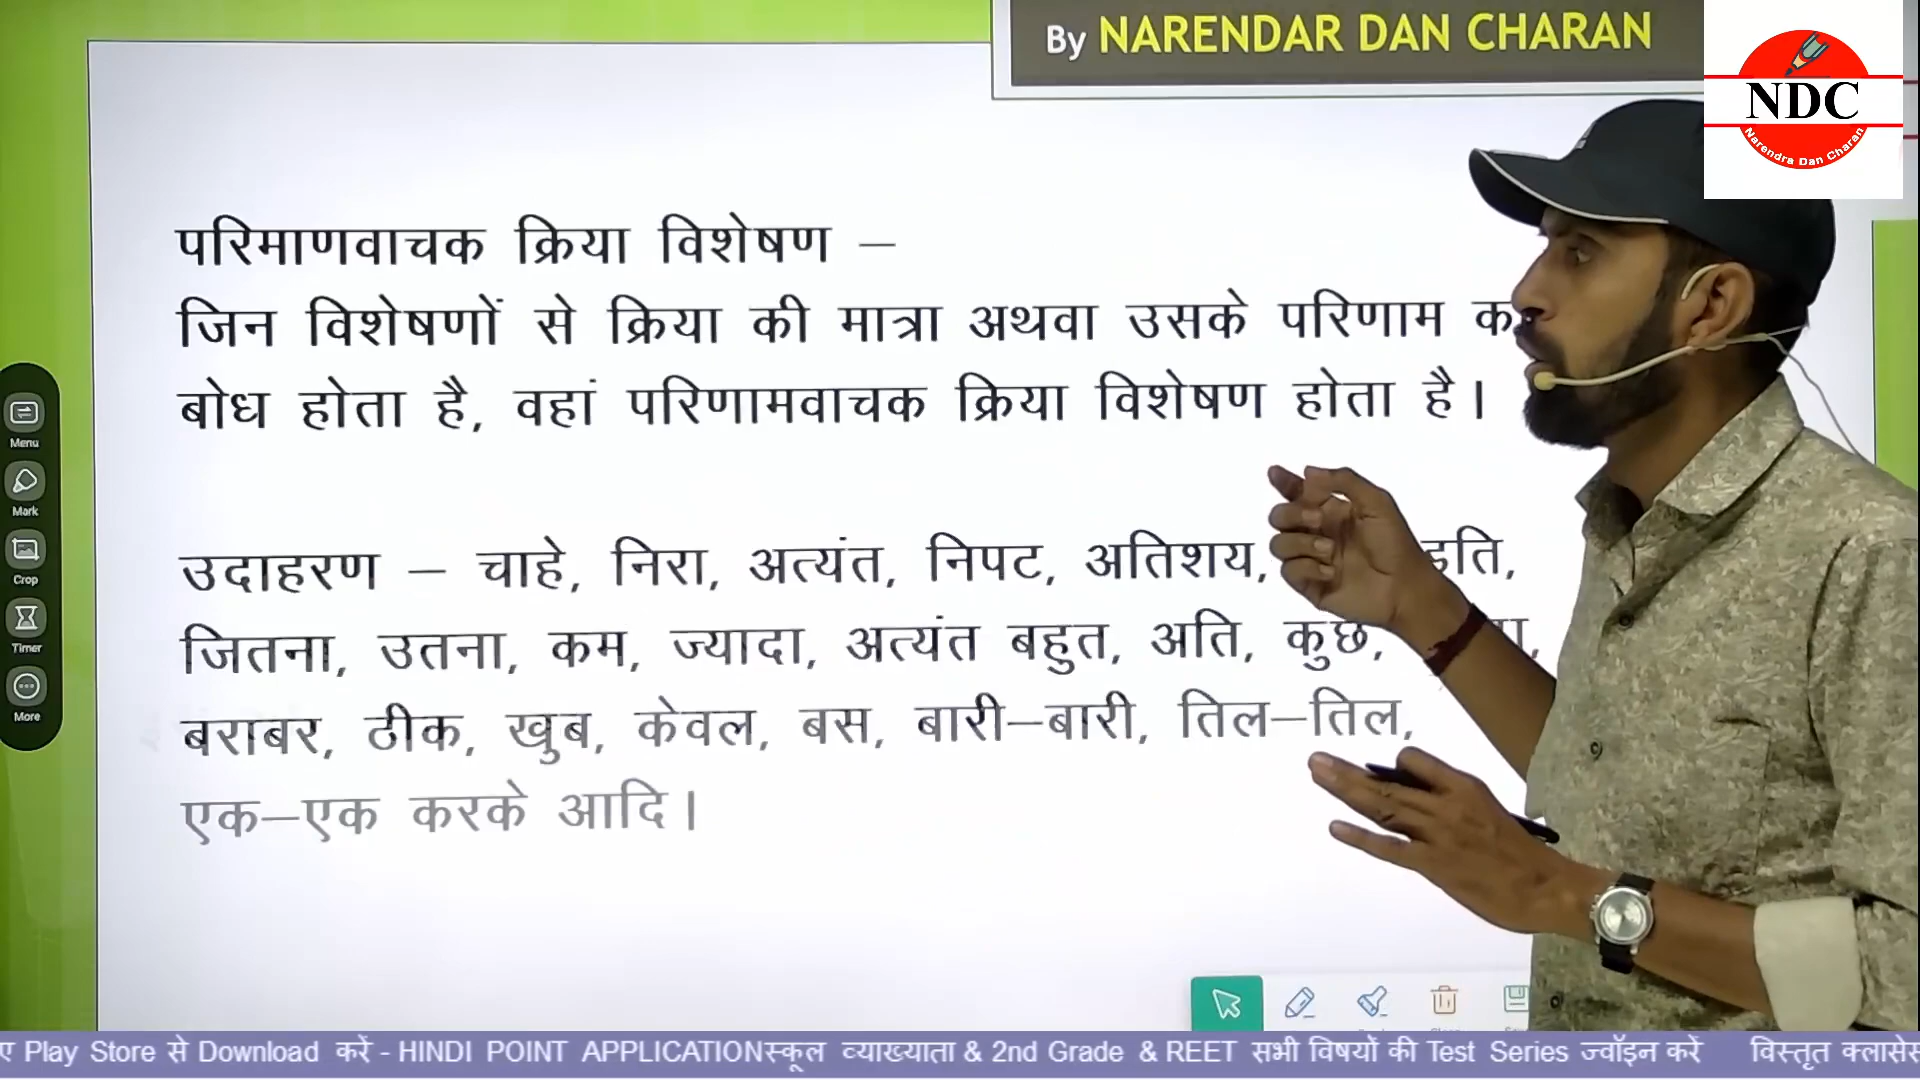 By NARENDAR DAN CHARAN
NDC
Narendra Dan Charan
परिमाणवाचक क्रिया विशेषण –
जिन विशेषणों से क्रिया की मात्रा अथवा उसके परिणाम
बोध होता है, वहां परिणामवाचक क्रिया विशेषण होता है।
उदाहरण – चाहे, निरा, अत्यंत, निपट, अतिशय,
जितना, उतना, कम, ज्यादा, अत्यंत बहुत, अति, कुछ,
बराबर, ठीक, खुब, केवल, बस, बारी–बारी, तिल–तिल,
एक–एक करके आदि।
Menu
Mark
Crop
Timer
More
Play Store से Download करें - HINDI POINT APPLICATIONस्कूल व्याख्याता & 2nd Grade & REET सभी विषयों की Test Series ज्वॉइन करें विस्तृत क्लासेस